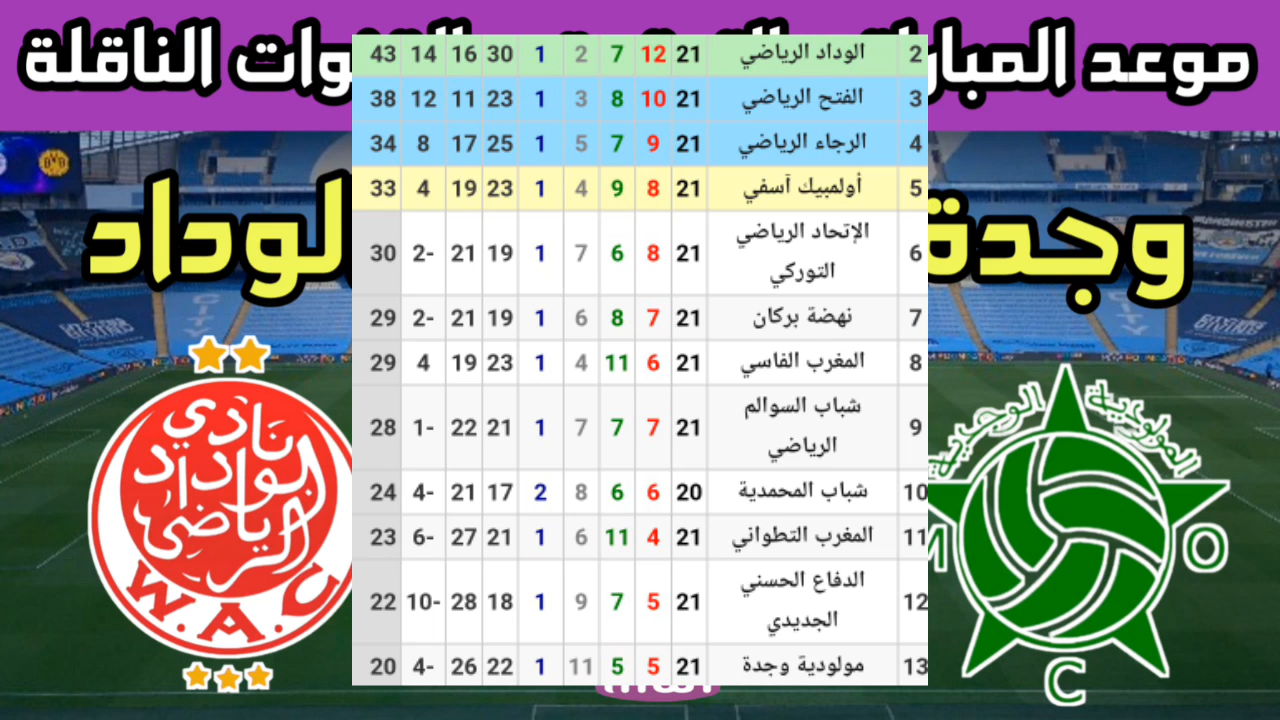 موعد
القنوات الناقلة
وجدة
الوداد
2 الوداد الرياضي 21 12 7 2 1 30 16 14 43
3 الفتح الرياضي 21 10 8 3 1 23 11 12 38
4 الرجاء الرياضي 21 9 7 5 1 25 17 8 34
5 أولمبيك آسفي 21 8 9 4 1 23 19 4 33
6 الإتحاد الرياضي
التوركي 21 8 6 7 1 19 21 2- 30
7 نهضة بركان 21 7 8 6 1 19 21 2- 29
8 المغرب الفاسي 21 6 11 4 1 23 19 4 29
9 شباب السوالم
الرياضي 21 7 7 7 1 21 22 1- 28
10 شباب المحمدية 20 6 6 8 2 17 21 4- 24
11 المغرب التطواني 21 4 11 6 1 21 27 6- 23
12 الدفاع الحسني
الجديدي 21 5 7 9 1 18 28 10- 22
13 مولودية وجدة 21 5 5 11 1 22 26 4- 20
نادي
الوداد
الرياضي
W.A.C
المولودية الوجدية
M C O